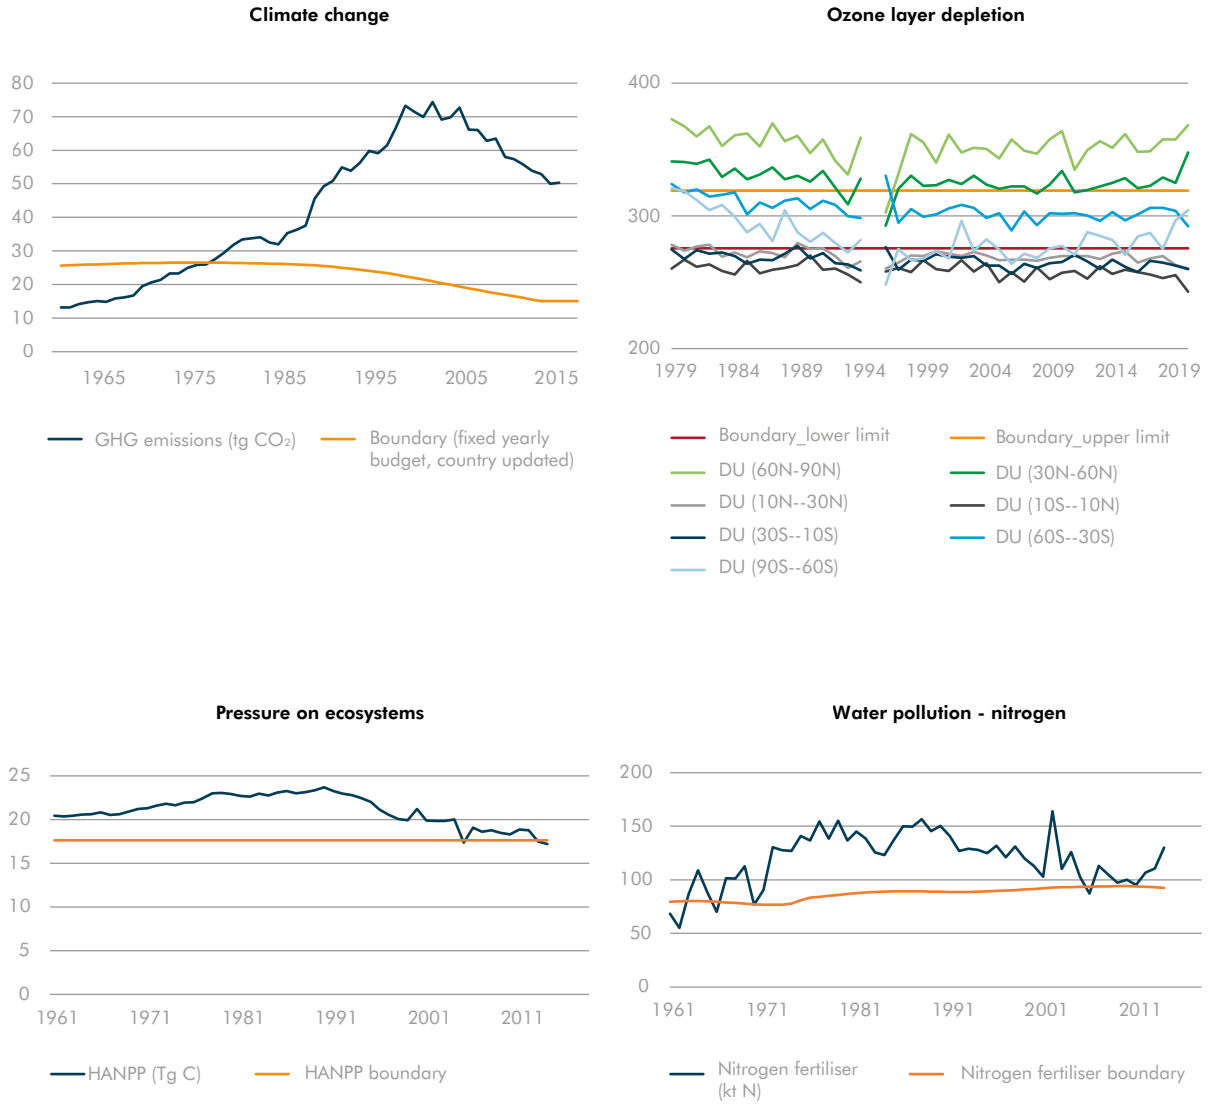 Climate change
80
70
60
50
40
30
20
10
0
1965 1975 1985 1995 2005 2015
GHG emissions (tg CO₂)
Boundary (fixed yearly
budget, country updated)
Ozone layer depletion
400
300
200
1979 1984 1989 1994 1999 2004 2009 2014 2019
Boundary_lower limit
Boundary_upper limit
DU (60N-90N)
DU (30N-60N)
DU (10N--30N)
DU (10S--10N)
DU (30S--10S)
DU (60S--30S)
DU (90S--60S)
Pressure on ecosystems
25
20
15
10
5
0
1961 1971 1981 1991 2001 2011
HANPP (Tg C)
HANPP boundary
Water pollution - nitrogen
200
150
100
50
0
1961 1971 1981 1991 2001 2011
Nitrogen fertiliser
(kt N)
Nitrogen fertiliser boundary